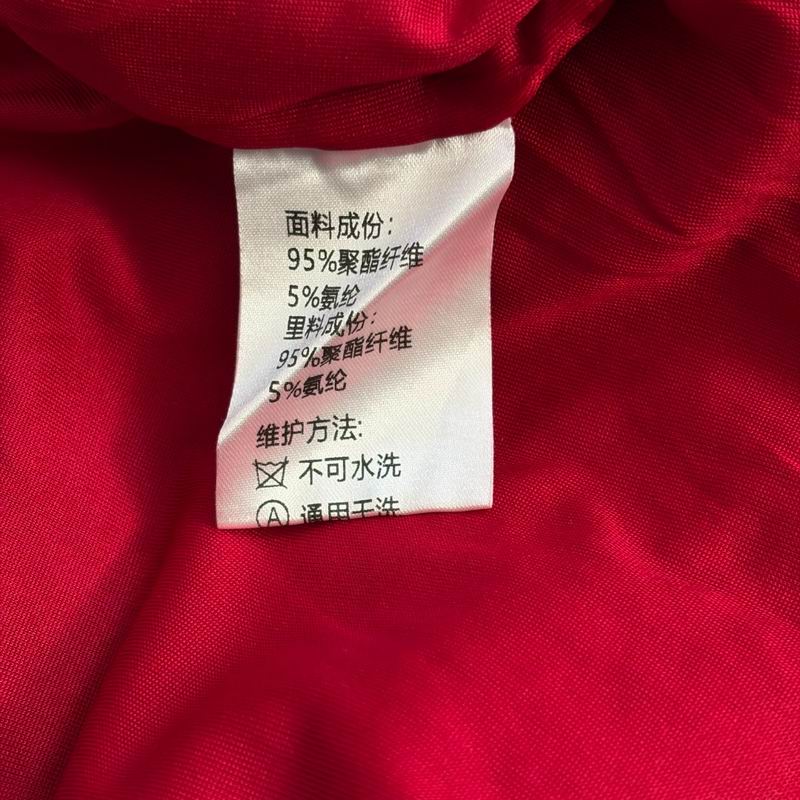 面料成份:
95%聚酯纤维
5%氨纶
里料成份:
95%聚酯纤维
5%氨纶
维护方法:
不可水洗
Ⓐ 通用干洗